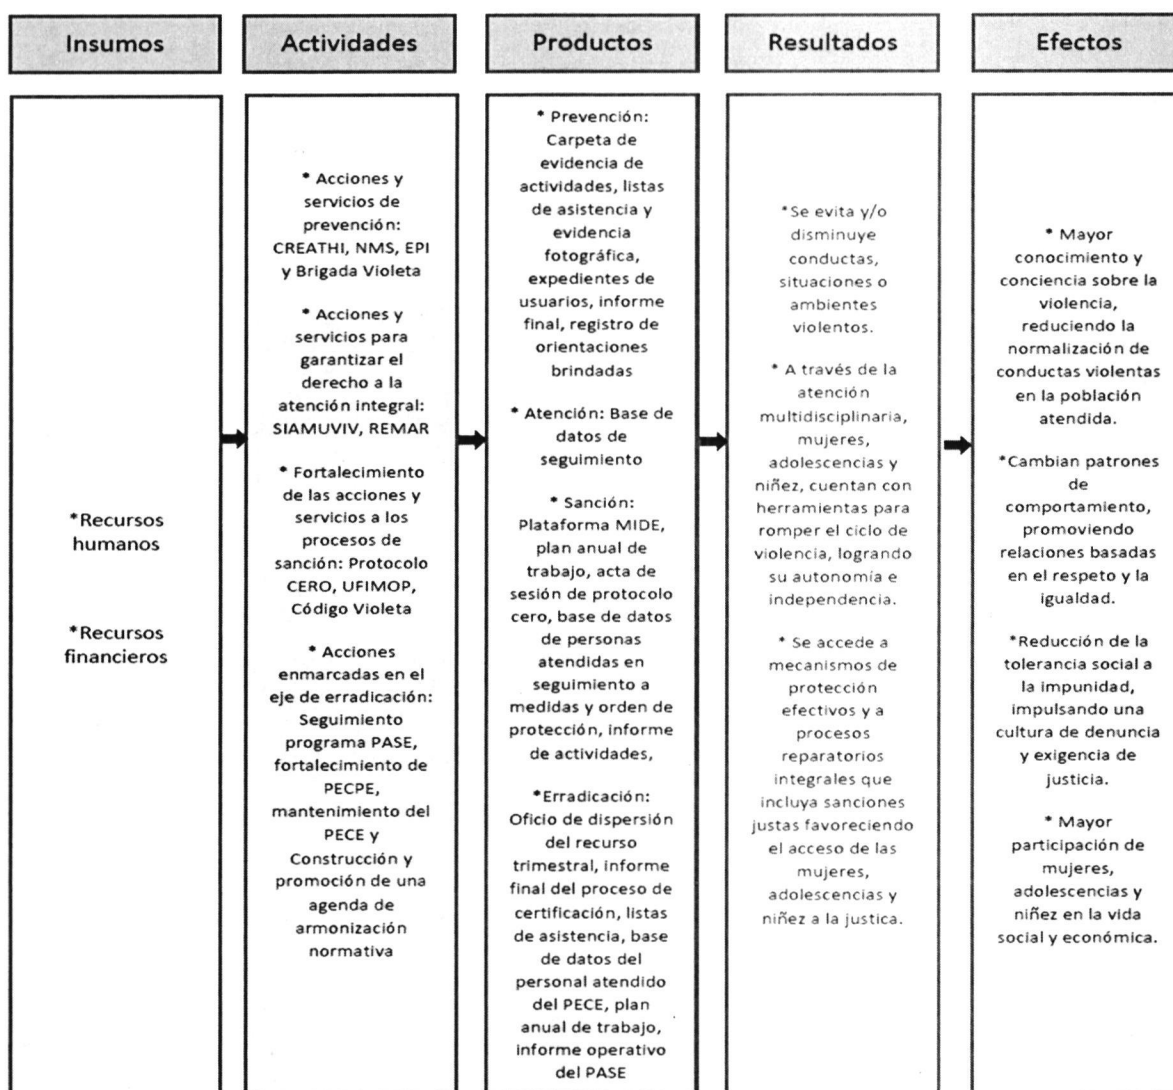 Insumos
Actividades
Productos
Resultados
Efectos
*Recursos
humanos
*Recursos
financieros
* Acciones y
servicios de
prevención:
CREATHI, NMS, EPI
y Brigada Violeta
* Acciones y
servicios para
garantizar el
derecho a la
atención integral:
SIAMUVIV, REMAR
* Fortalecimiento
de las acciones y
servicios a los
procesos de
sanción: Protocolo
CERO, UFIMOP,
Código Violeta
* Acciones
enmarcadas en el
eje de erradicación:
Seguimiento
programa PASE,
fortalecimiento de
PECPE,
mantenimiento del
PECE y
Construcción y
promoción de una
agenda de
armonización
normativa
* Prevención:
Carpeta de
evidencia de
actividades, listas
de asistencia y
evidencia
fotográfica,
expedientes de
usuarios, informe
final, registro de
orientaciones
brindadas
* Atención: Base de
datos de
seguimiento
* Sanción:
Plataforma MIDE,
plan anual de
trabajo, acta de
sesión de protocolo
cero, base de datos
de personas
atendidas en
seguimiento a
medidas y orden de
protección, informe
de actividades,
*Erradicación:
Oficio de dispersión
del recurso
trimestral, informe
final del proceso de
certificación, listas
de asistencia, base
de datos del
personal atendido
del PECE, plan
anual de trabajo,
informe operativo
del PASE
*Se evita y/o
disminuye
conductas,
situaciones o
ambientes
violentos.
* A través de la
atención
multidisciplinaria,
mujeres,
adolescencias y
niñez, cuentan con
herramientas para
romper el ciclo de
violencia, logrando
su autonomía e
independencia.
* Se accede a
mecanismos de
protección
efectivos y a
procesos
reparatorios
integrales que
incluya sanciones
justas favoreciendo
el acceso de las
mujeres,
adolescencias y
niñez a la justica.
* Mayor
conocimiento y
conciencia sobre la
violencia,
reduciendo la
normalización de
conductas violentas
en la población
atendida.
*Cambian patrones
de
comportamiento,
promoviendo
relaciones basadas
en el respeto y la
igualdad.
*Reducción de la
tolerancia social a
la impunidad,
impulsando una
cultura de denuncia
y exigencia de
justicia.
* Mayor
participación de
mujeres,
adolescencias y
niñez en la vida
social y económica.